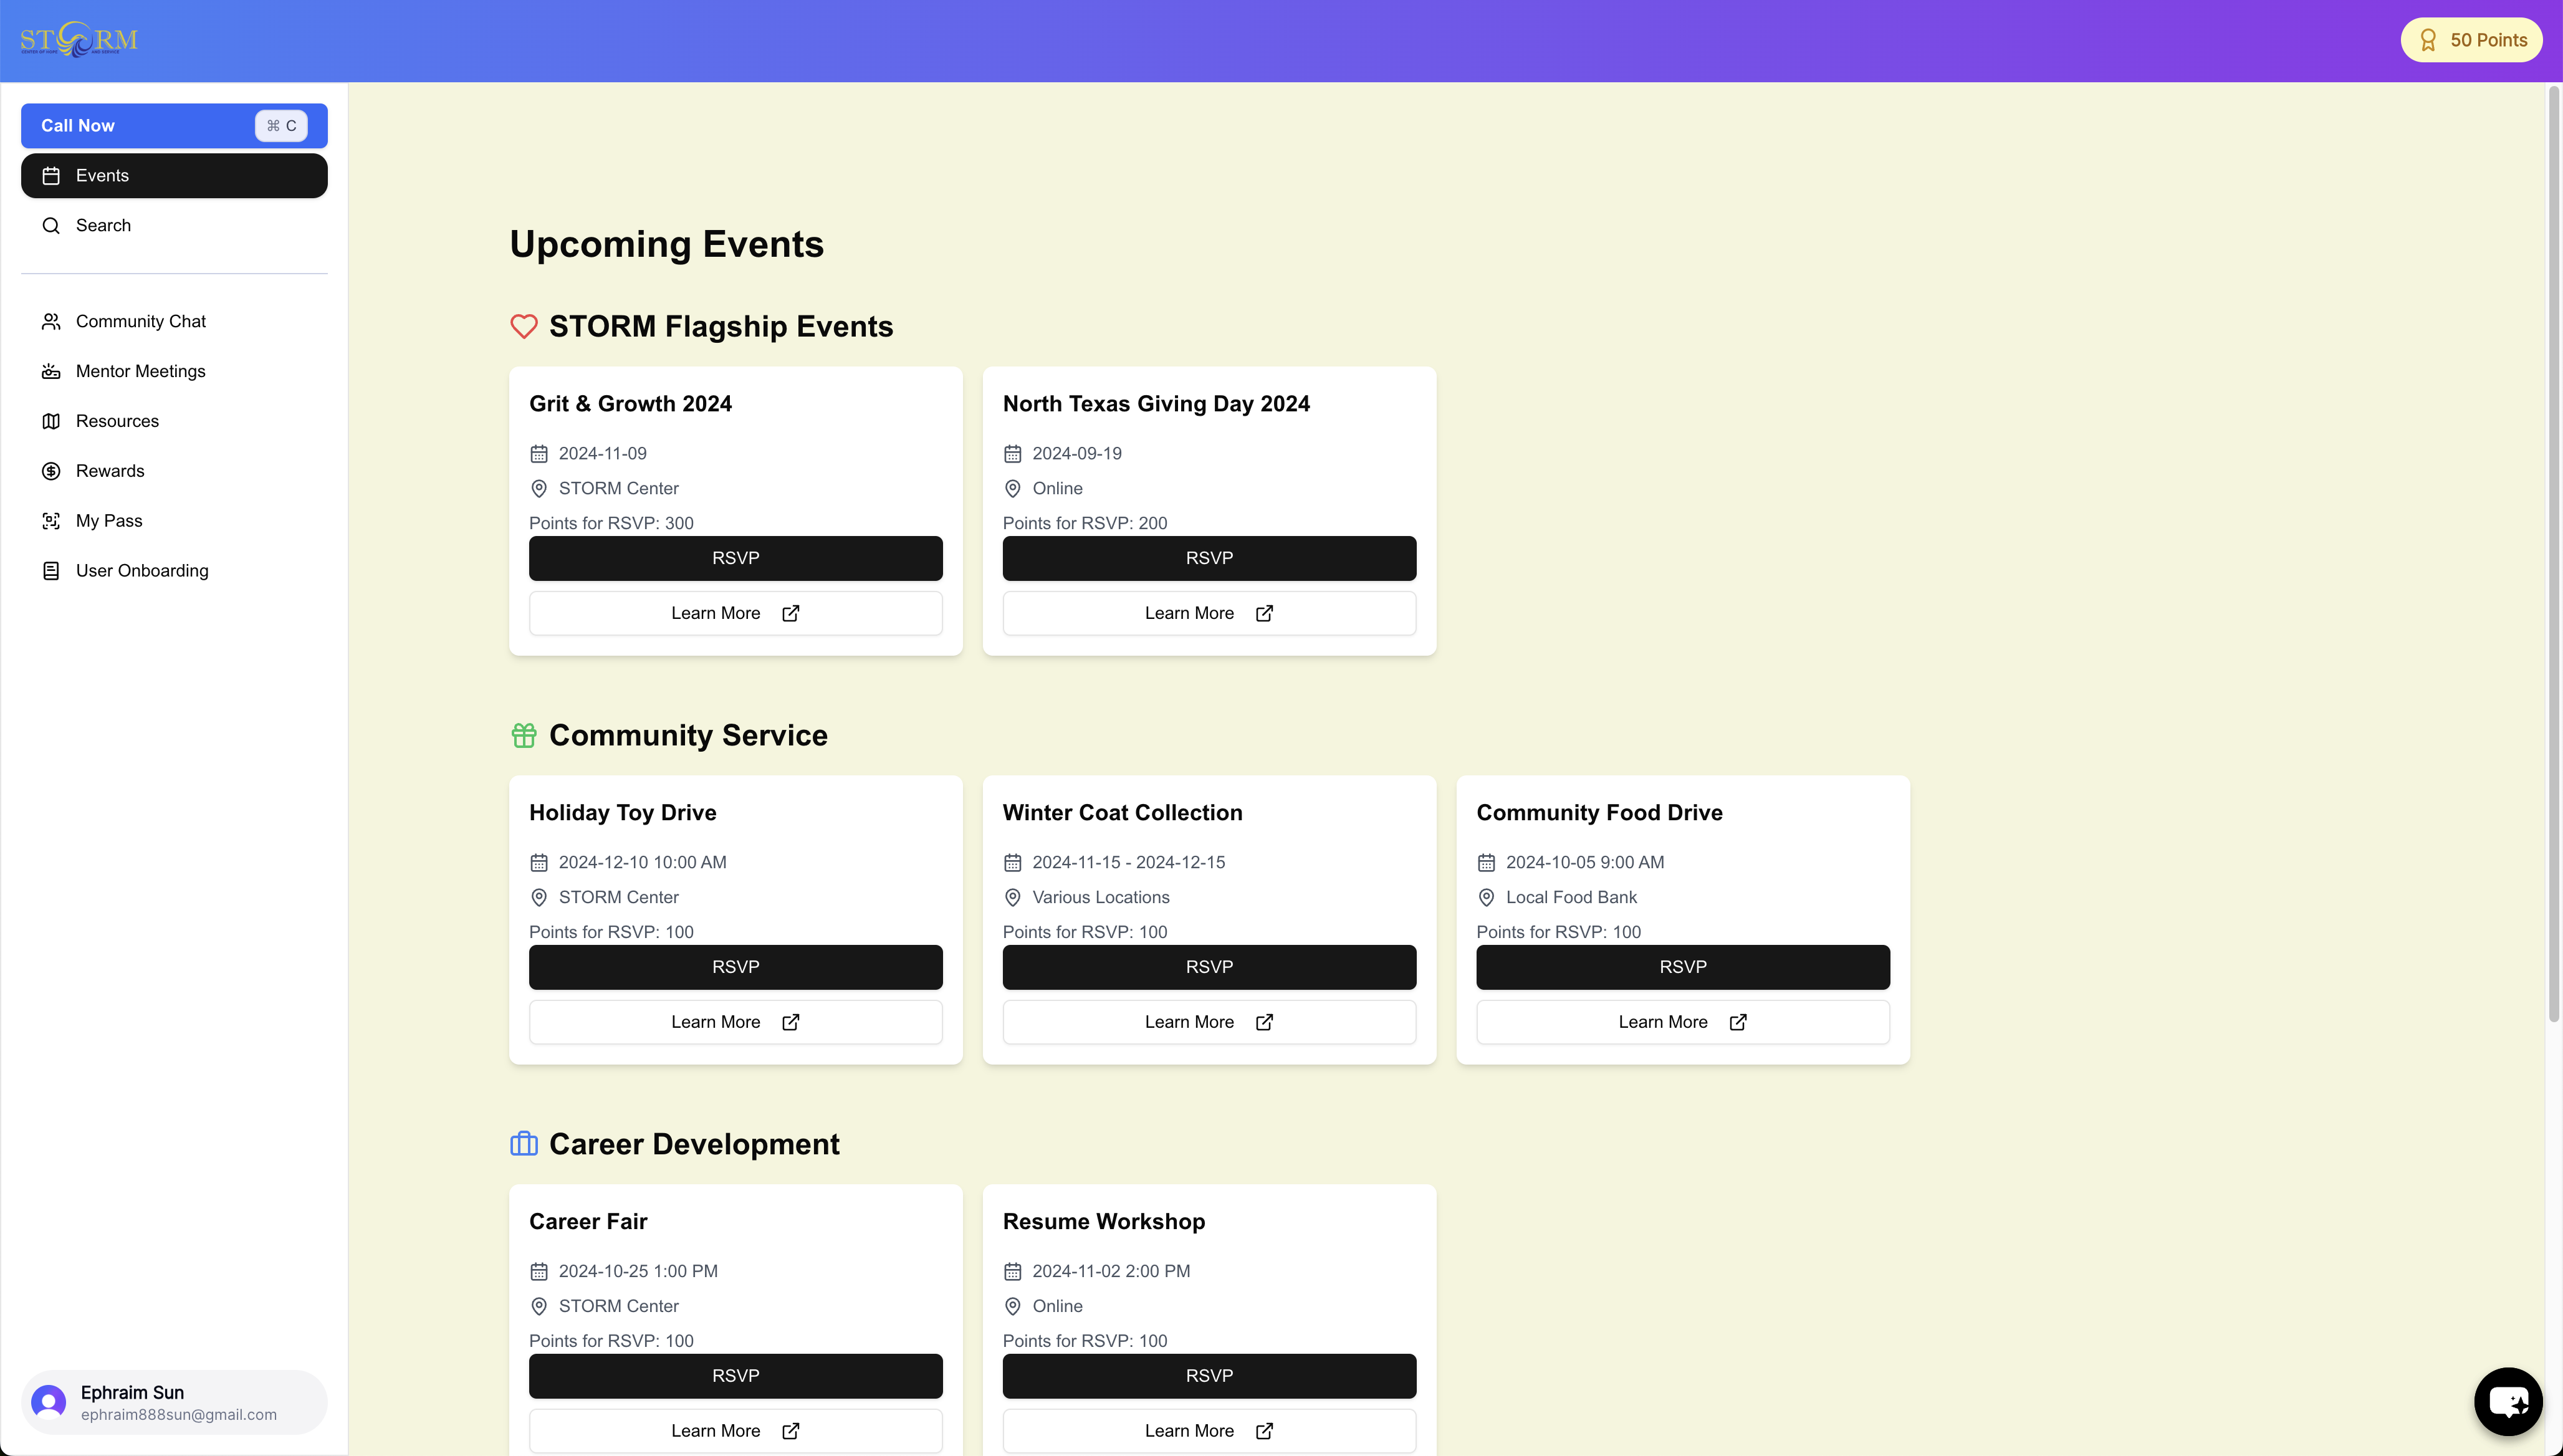 STORM
50 Points
Call Now
⌘ C
Events
Search
Community Chat
Mentor Meetings
Resources
Rewards
My Pass
User Onboarding
Ephraim Sun
ephraim888sun@gmail.com
Upcoming Events
STORM Flagship Events
Grit & Growth 2024
2024-11-09
STORM Center
Points for RSVP: 300
RSVP
Learn More
North Texas Giving Day 2024
2024-09-19
Online
Points for RSVP: 200
RSVP
Learn More
Community Service
Holiday Toy Drive
2024-12-10 10:00 AM
STORM Center
Points for RSVP: 100
RSVP
Learn More
Winter Coat Collection
2024-11-15 - 2024-12-15
Various Locations
Points for RSVP: 100
RSVP
Learn More
Community Food Drive
2024-10-05 9:00 AM
Local Food Bank
Points for RSVP: 100
RSVP
Learn More
Career Development
Career Fair
2024-10-25 1:00 PM
STORM Center
Points for RSVP: 100
RSVP
Learn More
Resume Workshop
2024-11-02 2:00 PM
Online
Points for RSVP: 100
RSVP
Learn More